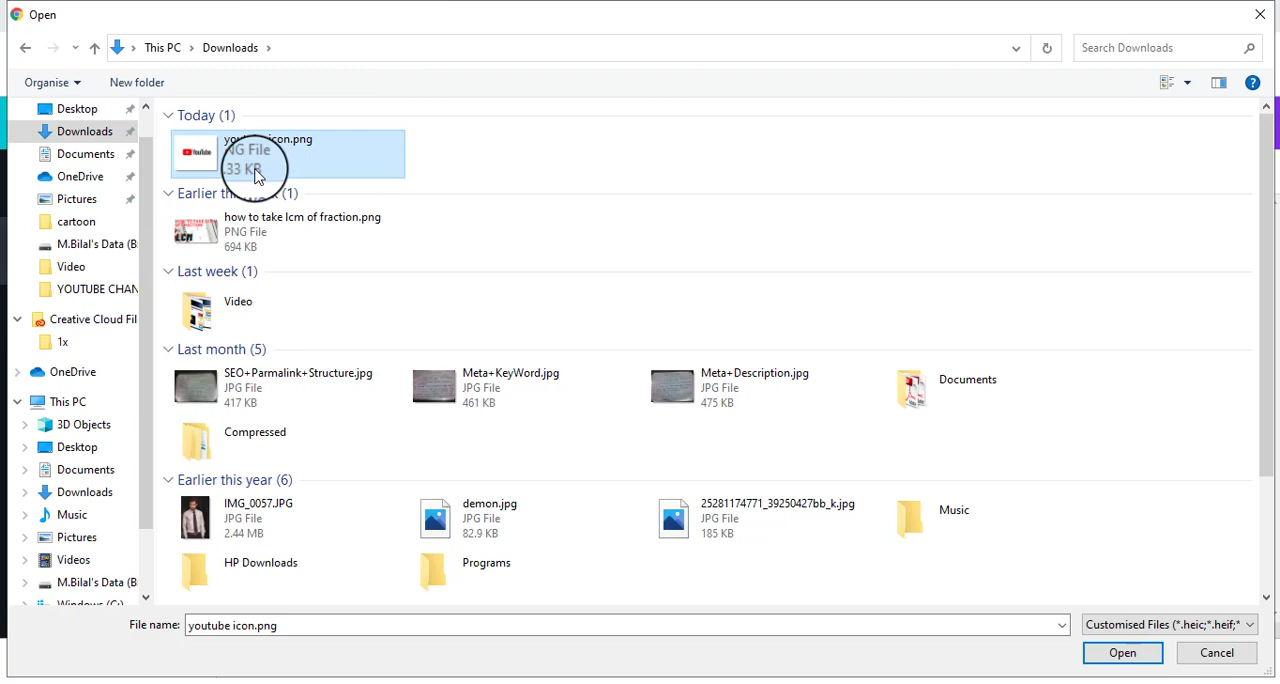 Open
This PC > Downloads >
Search Downloads
Organise
New folder
Desktop
Downloads
Documents
OneDrive
Pictures
cartoon
M.Bilal's Data (B
Video
YOUTUBE CHAN
Creative Cloud Fil
1x
OneDrive
This PC
3D Objects
Desktop
Documents
Downloads
Music
Pictures
Videos
M.Bilal's Data (B
Windows (C:)
Today (1)
YouTube
icon.png
NG File
.33 KB
Earlier (1)
how to take lcm of fraction.png
PNG File
694 KB
LCM
Last week (1)
Video
Last month (5)
SEO+Parmalink+Structure.jpg
JPG File
417 KB
Meta+KeyWord.jpg
JPG File
461 KB
Meta+Description.jpg
JPG File
475 KB
Documents
Compressed
Earlier this year (6)
IMG_0057.JPG
JPG File
2.44 MB
demon.jpg
JPG File
82.9 KB
25281174771_39250427bb_k.jpg
JPG File
185 KB
Music
HP Downloads
Programs
File name: youtube icon.png
Customised Files (*.heic;*.heif;*
Open
Cancel